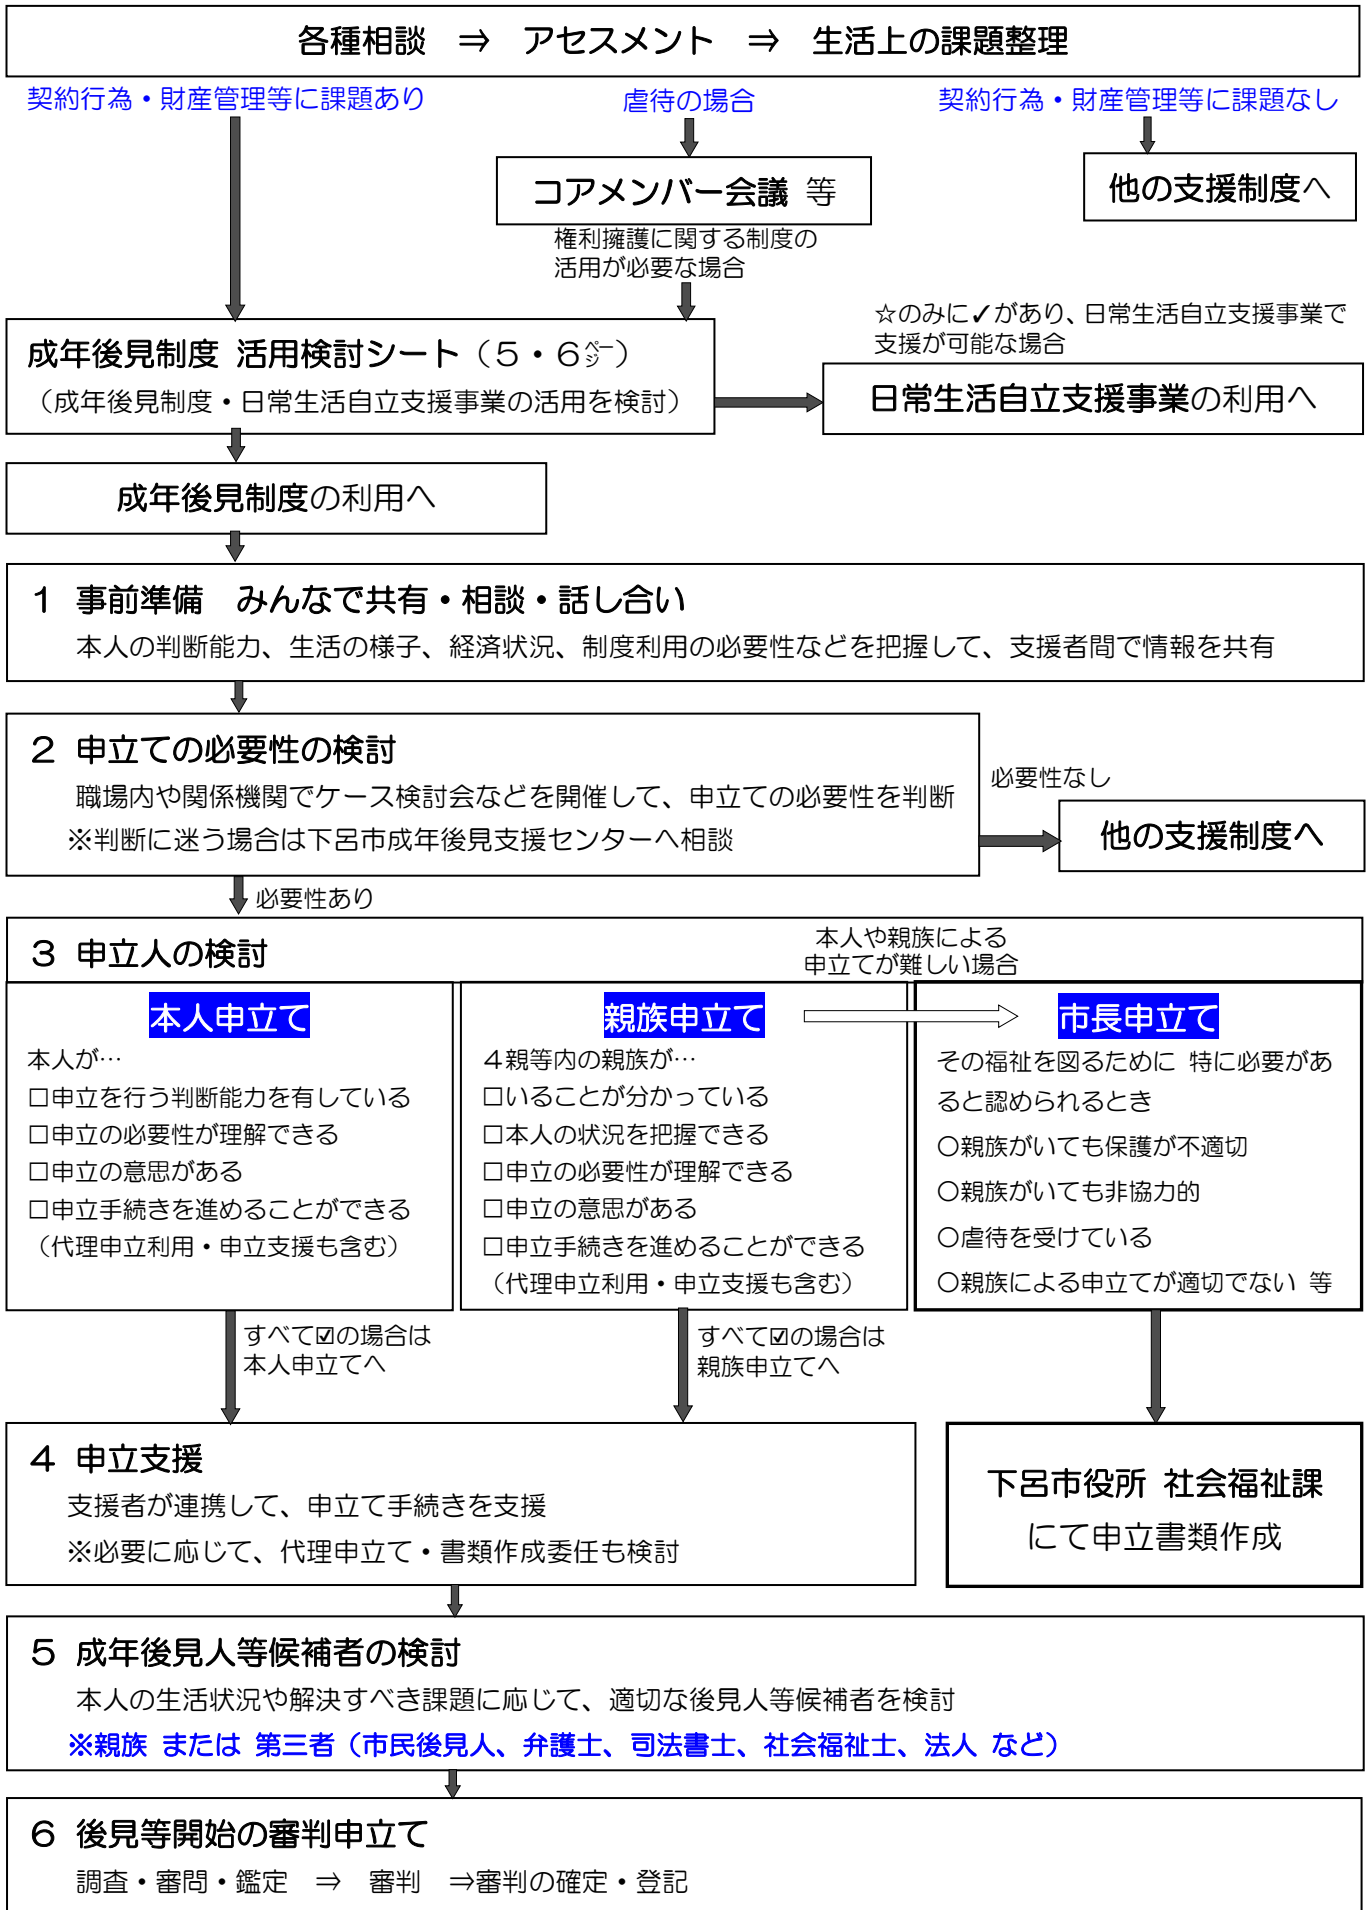 各種相談　⇒　アセスメント　⇒　生活上の課題整理
契約行為・財産管理等に課題あり
虐待の場合
契約行為・財産管理等に課題なし
コアメンバー会議 等
他の支援制度へ
権利擁護に関する制度の
活用が必要な場合
☆のみに✓があり、日常生活自立支援事業で
支援が可能な場合
成年後見制度 活用検討シート（５・６ページ）
（成年後見制度・日常生活自立支援事業の活用を検討）
日常生活自立支援事業の利用へ
成年後見制度の利用へ
１ 事前準備　みんなで共有・相談・話し合い
本人の判断能力、生活の様子、経済状況、制度利用の必要性などを把握して、支援者間で情報を共有
２ 申立ての必要性の検討
職場内や関係機関でケース検討会などを開催して、申立ての必要性を判断
※判断に迷う場合は下呂市成年後見支援センターへ相談
必要性なし
他の支援制度へ
必要性あり
３ 申立人の検討
本人や親族による
申立てが難しい場合
本人申立て
本人が…
□申立を行う判断能力を有している
□申立の必要性が理解できる
□申立の意思がある
□申立手続きを進めることができる
（代理申立利用・申立支援も含む）
親族申立て
４親等内の親族が…
□いることが分かっている
□本人の状況を把握できる
□申立の必要性が理解できる
□申立の意思がある
□申立手続きを進めることができる
（代理申立利用・申立支援も含む）
市長申立て
その福祉を図るために 特に必要があ
ると認められるとき
○親族がいても保護が不適切
○親族がいても非協力的
○虐待を受けている
○親族による申立てが適切でない 等
すべて☑の場合は
本人申立てへ
すべて☑の場合は
親族申立てへ
４ 申立支援
支援者が連携して、申立て手続きを支援
※必要に応じて、代理申立て・書類作成委任も検討
下呂市役所 社会福祉課
にて申立書類作成
５ 成年後見人等候補者の検討
本人の生活状況や解決すべき課題に応じて、適切な後見人等候補者を検討
※親族 または 第三者（市民後見人、弁護士、司法書士、社会福祉士、法人 など）
６ 後見等開始の審判申立て
調査・審問・鑑定　⇒　審判　⇒審判の確定・登記